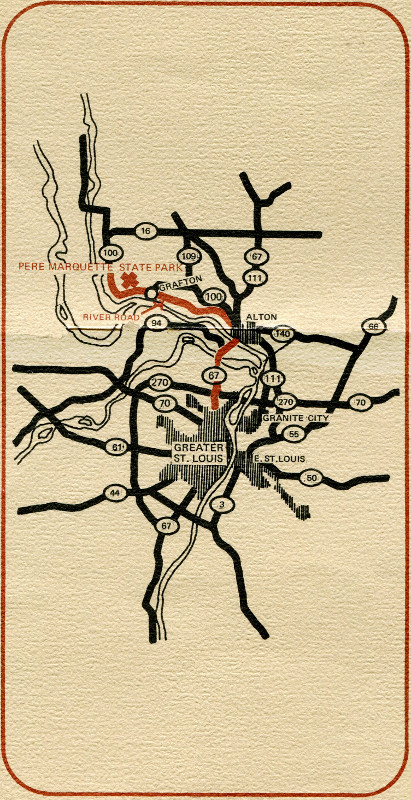 16
100
109
67
111
PERE MARQUETTE STATE PARK
GRAFTON
100
RIVER ROAD
94
ALTON
140
66
67
111
270
70
270
70
GRANITE CITY
55
61
GREATER
ST. LOUIS
E. ST. LOUIS
50
44
3
67